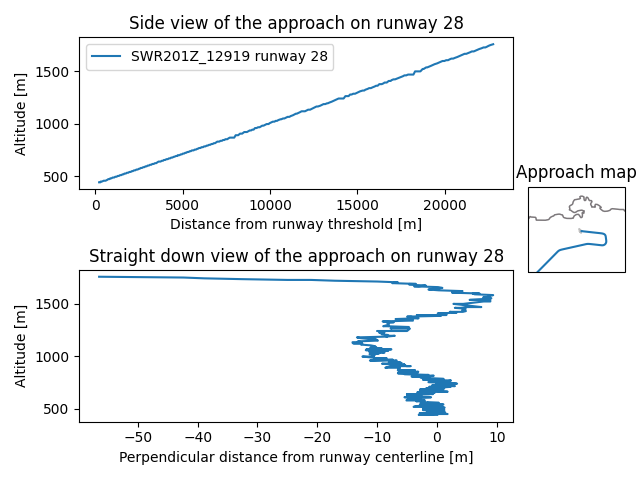 Side view of the approach on runway 28
SWR201Z_12919 runway 28
Altitude [m]
1500
1000
500
0
5000
10000
15000
20000
Distance from runway threshold [m]
Approach map
Straight down view of the approach on runway 28
Altitude [m]
1500
1000
500
−50
−40
−30
−20
−10
0
10
Perpendicular distance from runway centerline [m]